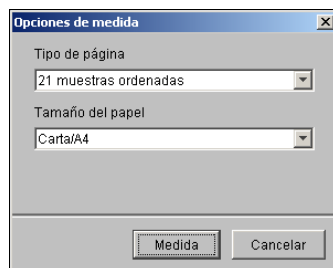 Opciones de medida
Tipo de página
21 muestras ordenadas
Tamaño del papel
Carta/A4
Medida
Cancelar